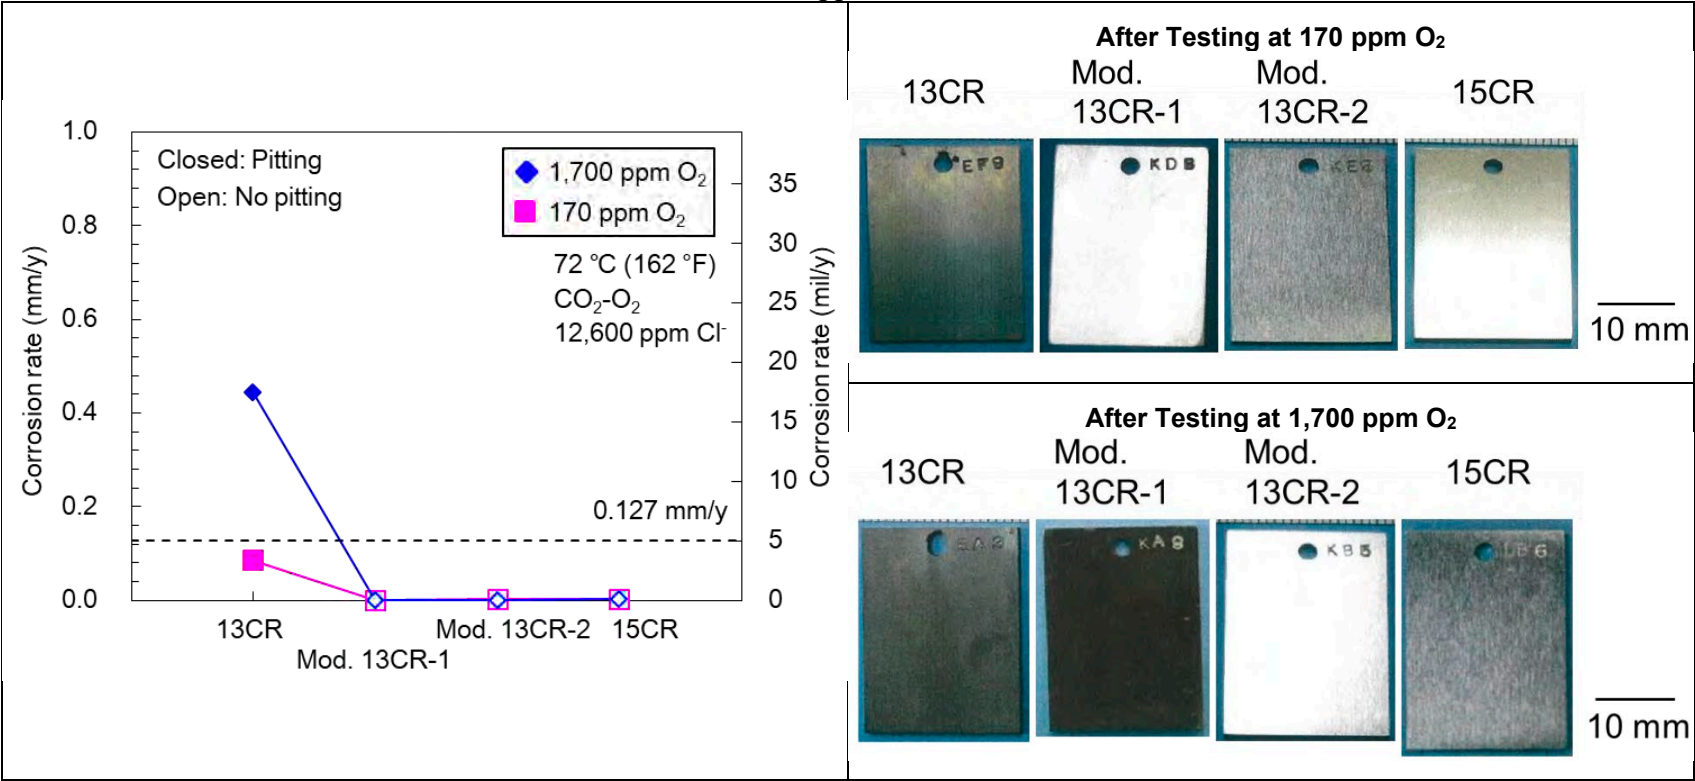 1.0
0.8
0.6
0.4
0.2
0.0
Corrosion rate (mm/y)
Closed: Pitting
Open: No pitting
1,700 ppm O₂
170 ppm O₂
72 ℃ (162 °F)
CO₂-O₂
12,600 ppm Cl⁻
0.127 mm/y
35
30
25
20
15
10
5
0
Corrosion rate (mil/y)
13CR
Mod. 13CR-1
Mod. 13CR-2
15CR
After Testing at 170 ppm O₂
13CR
Mod.
13CR-1
Mod.
13CR-2
15CR
EF9
KDB
10 mm
After Testing at 1,700 ppm O₂
13CR
Mod.
13CR-1
Mod.
13CR-2
15CR
KA8
KB5
10 mm